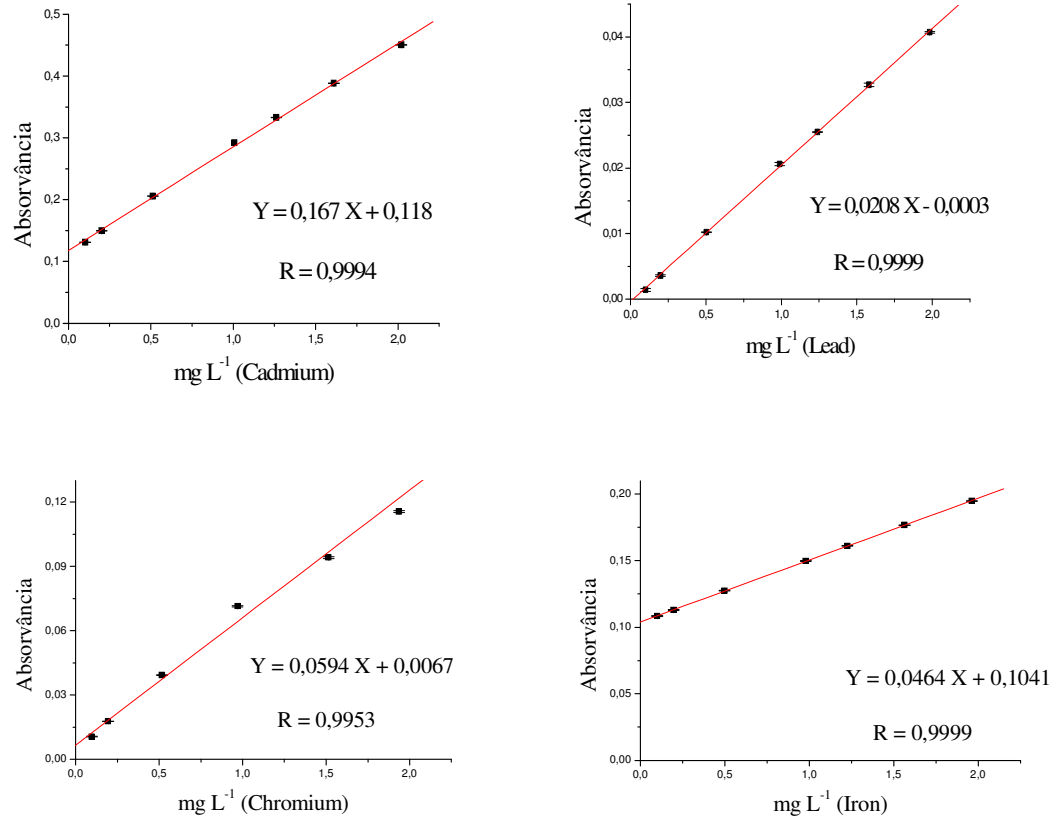 0,5
0,4
0,3
0,2
0,1
0,0
Absorvância
Y = 0,167 X + 0,118
R = 0,9994
0,0 0,5 1,0 1,5 2,0
mg L⁻¹ (Cadmium)
0,04
0,03
0,02
0,01
0,00
Absorvância
Y = 0,0208 X - 0,0003
R = 0,9999
0,0 0,5 1,0 1,5 2,0
mg L⁻¹ (Lead)
0,12
0,09
0,06
0,03
0,00
Absorvância
Y = 0,0594 X + 0,0067
R = 0,9953
0,0 0,5 1,0 1,5 2,0
mg L⁻¹ (Chromium)
0,20
0,15
0,10
0,05
0,00
Absorvância
Y = 0,0464 X + 0,1041
R = 0,9999
0,0 0,5 1,0 1,5 2,0
mg L⁻¹ (Iron)